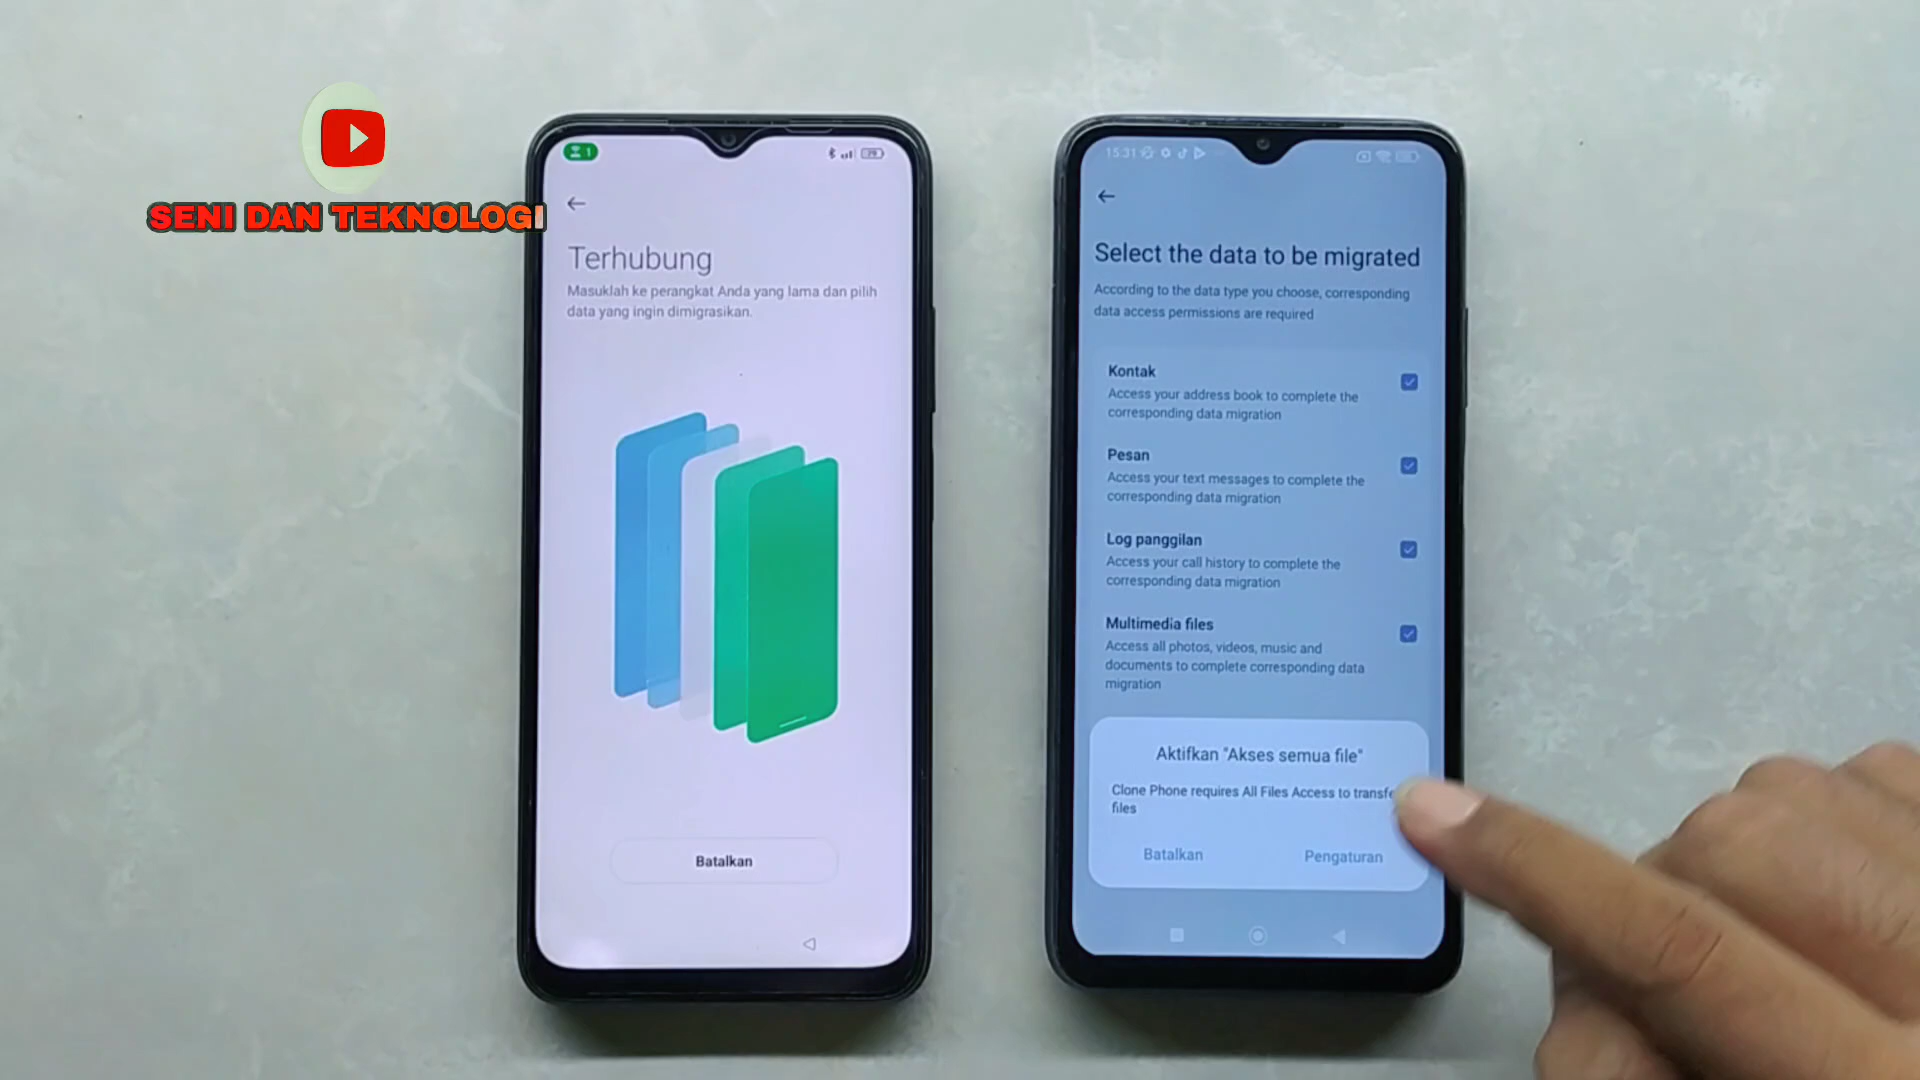 SENI DAN TEKNOLOGI
1
29
Terhubung
Masuklah ke perangkat Anda yang lama dan pilih
data yang ingin dimigrasikan.
Batalkan
15.31
Select the data to be migrated
According to the data type you choose, corresponding
data access permissions are required
Kontak
Access your address book to complete the
corresponding data migration
Pesan
Access your text messages to complete the
corresponding data migration
Log panggilan
Access your call history to complete the
corresponding data migration
Multimedia files
Access all photos, videos, music and
documents to complete corresponding data
migration
Aktifkan "Akses semua file"
Clone Phone requires All Files Access to transfe
files
Batalkan
Pengaturan